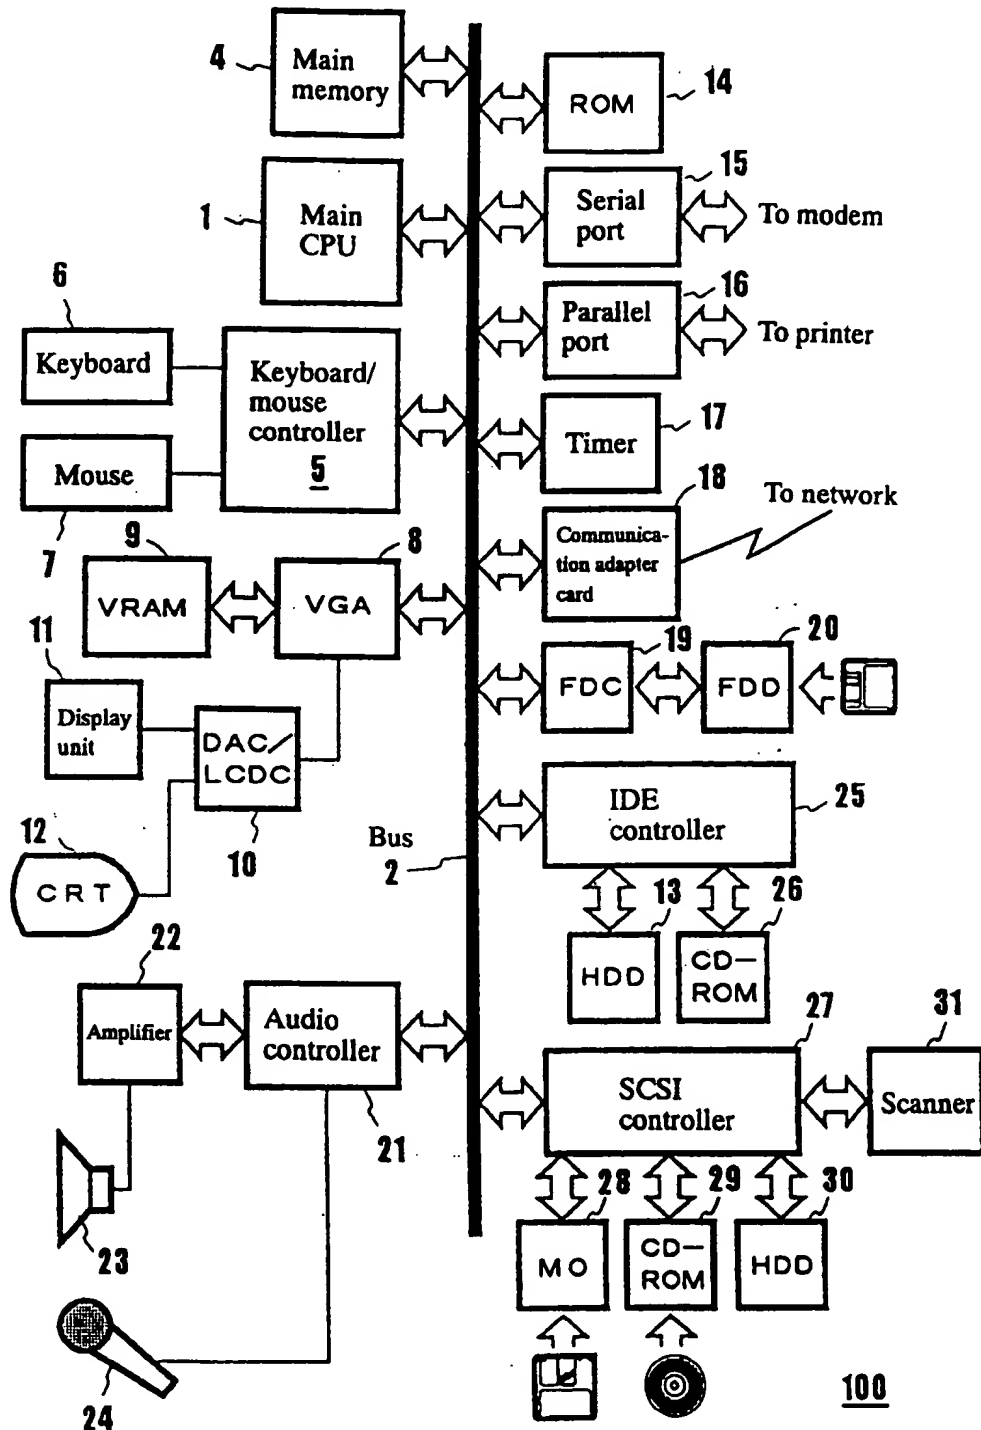 4
Main
memory
ROM
14
1
Main
CPU
15
Serial
port
To modem
6
Keyboard
Keyboard/
mouse
controller
5
16
Parallel
port
To printer
Mouse
7
Timer
17
18
Communica-
tion adapter
card
To network
9
VRAM
8
VGA
11
Display
unit
DAC/
LCDC
10
19
FDC
20
FDD
12
CRT
Bus
2
IDE
controller
25
13
HDD
26
CD-
ROM
22
Amplifier
Audio
controller
21
27
SCSI
controller
31
Scanner
23
28
MO
29
CD-
ROM
30
HDD
24
100